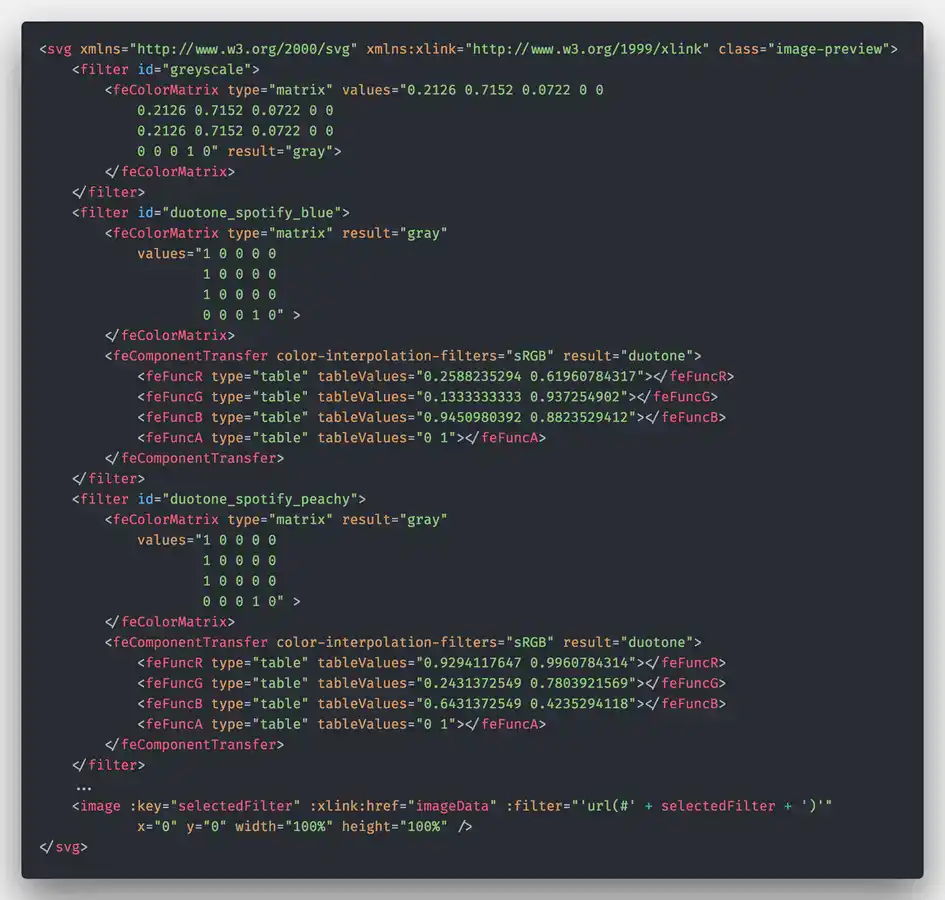 <svg xmlns="http://www.w3.org/2000/svg" xmlns:xlink="http://www.w3.org/1999/xlink" class="image-preview">
    <filter id="greyscale">
        <feColorMatrix type="matrix" values="0.2126 0.7152 0.0722 0 0
            0.2126 0.7152 0.0722 0 0
            0.2126 0.7152 0.0722 0 0
            0 0 0 1 0" result="gray">
        </feColorMatrix>
    </filter>
    <filter id="duotone_spotify_blue">
        <feColorMatrix type="matrix" result="gray"
            values="1 0 0 0 0
                    1 0 0 0 0
                    1 0 0 0 0
                    0 0 0 1 0" >
        </feColorMatrix>
        <feComponentTransfer color-interpolation-filters="sRGB" result="duotone">
            <feFuncR type="table" tableValues="0.2588235294 0.61960784317"></feFuncR>
            <feFuncG type="table" tableValues="0.1333333333 0.937254902"></feFuncG>
            <feFuncB type="table" tableValues="0.9450980392 0.8823529412"></feFuncB>
            <feFuncA type="table" tableValues="0 1"></feFuncA>
        </feComponentTransfer>
    </filter>
    <filter id="duotone_spotify_peachy">
        <feColorMatrix type="matrix" result="gray"
            values="1 0 0 0 0
                    1 0 0 0 0
                    1 0 0 0 0
                    0 0 0 1 0" >
        </feColorMatrix>
        <feComponentTransfer color-interpolation-filters="sRGB" result="duotone">
            <feFuncR type="table" tableValues="0.9294117647 0.9960784314"></feFuncR>
            <feFuncG type="table" tableValues="0.2431372549 0.7803921569"></feFuncG>
            <feFuncB type="table" tableValues="0.6431372549 0.4235294118"></feFuncB>
            <feFuncA type="table" tableValues="0 1"></feFuncA>
        </feComponentTransfer>
    </filter>
    ...
    <image :key="selectedFilter" :xlink:href="imageData" :filter="'url(#' + selectedFilter + ')'"
            x="0" y="0" width="100%" height="100%" />
</svg>